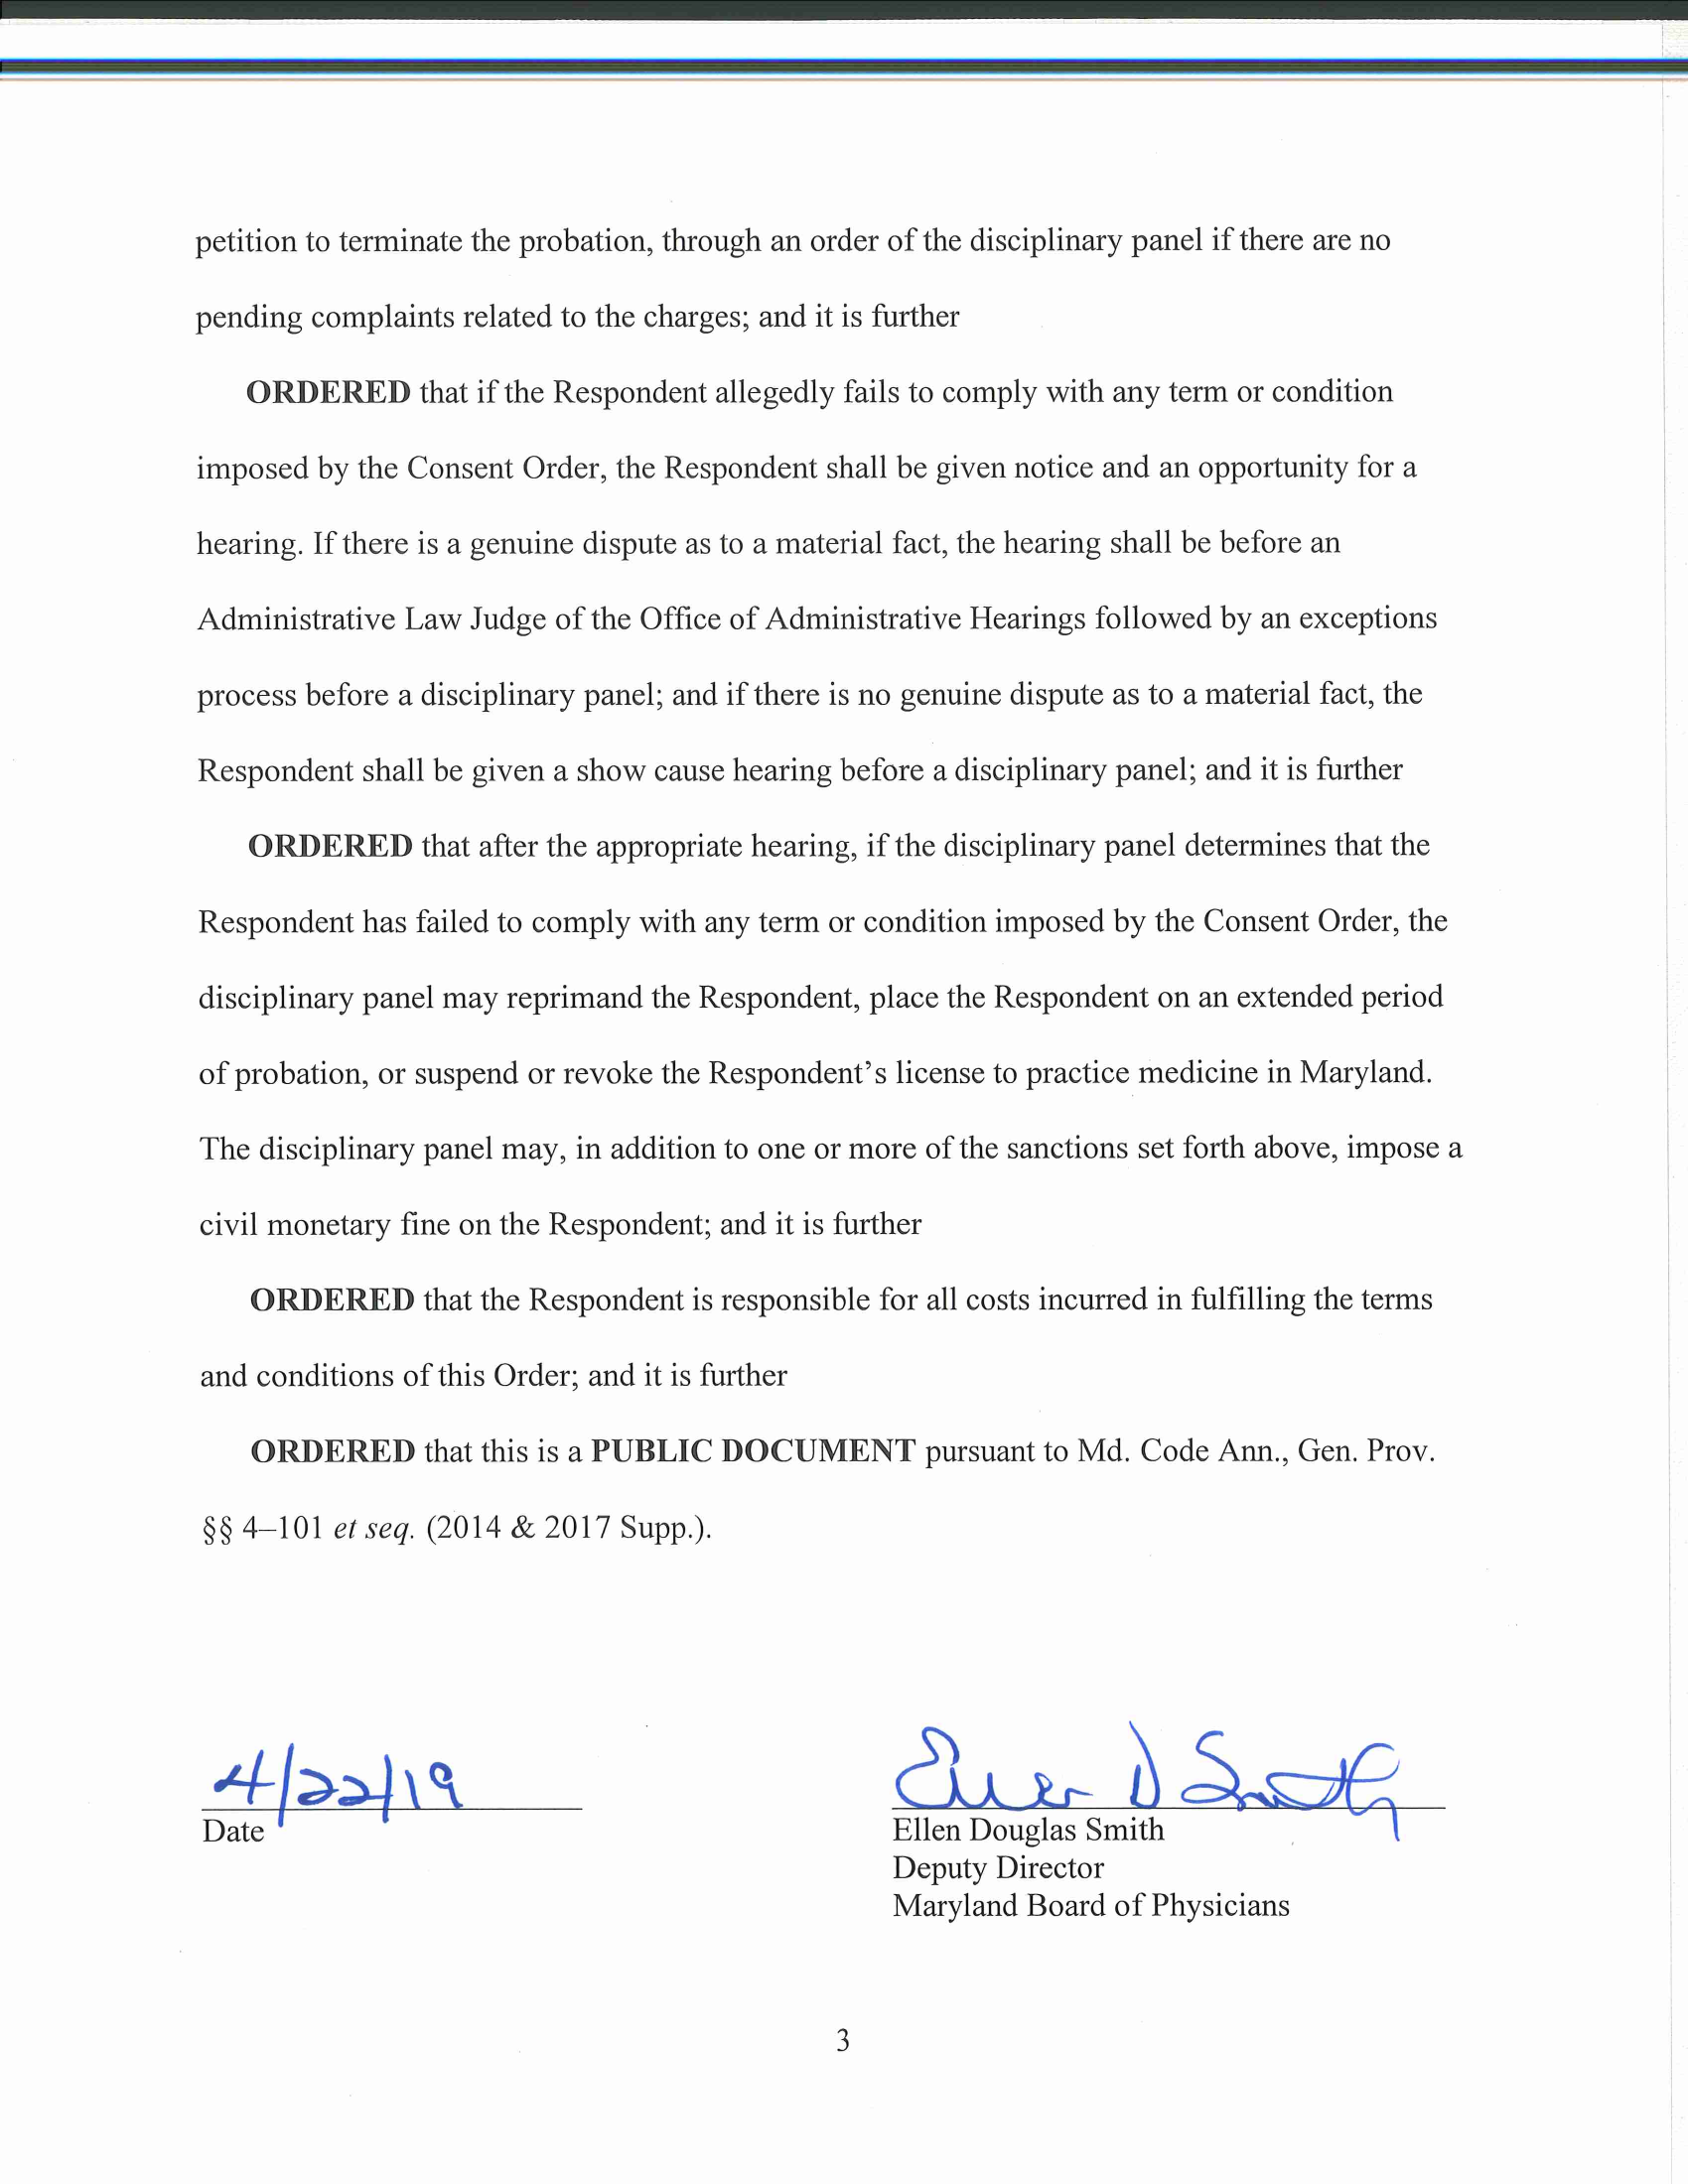 petition to terminate the probation, through an order of the disciplinary panel if there are no
pending complaints related to the charges; and it is further
ORDERED that if the Respondent allegedly fails to comply with any term or condition
imposed by the Consent Order, the Respondent shall be given notice and an opportunity for a
hearing. If there is a genuine dispute as to a material fact, the hearing shall be before an
Administrative Law Judge of the Office of Administrative Hearings followed by an exceptions
process before a disciplinary panel; and if there is no genuine dispute as to a material fact, the
Respondent shall be given a show cause hearing before a disciplinary panel; and it is further
ORDERED that after the appropriate hearing, if the disciplinary panel determines that the
Respondent has failed to comply with any term or condition imposed by the Consent Order, the
disciplinary panel may reprimand the Respondent, place the Respondent on an extended period
of probation, or suspend or revoke the Respondent's license to practice medicine in Maryland.
The disciplinary panel may, in addition to one or more of the sanctions set forth above, impose a
civil monetary fine on the Respondent; and it is further
ORDERED that the Respondent is responsible for all costs incurred in fulfilling the terms
and conditions of this Order; and it is further
ORDERED that this is a PUBLIC DOCUMENT pursuant to Md. Code Ann., Gen. Prov.
§§ 4–101 et seq. (2014 & 2017 Supp.).
4/22/19
Date
Ellen D Smith
Ellen Douglas Smith
Deputy Director
Maryland Board of Physicians
3